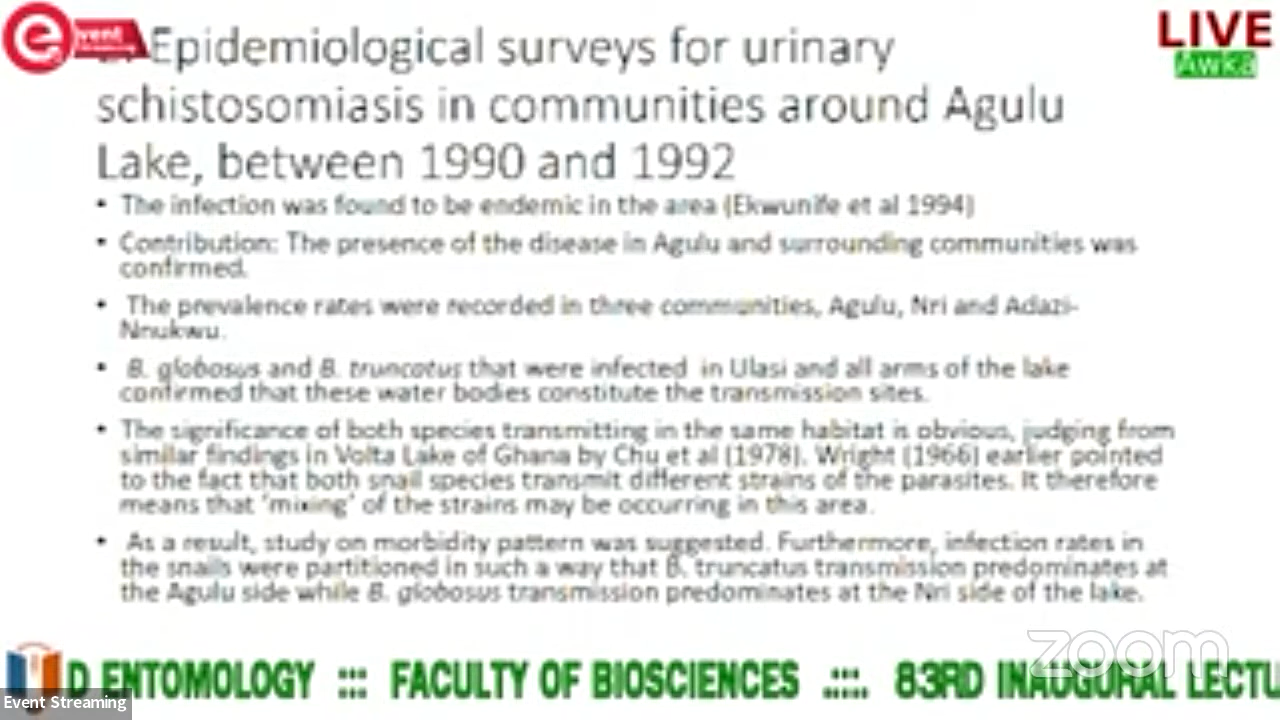 event
Streaming
LIVE
Awka
Epidemiological surveys for urinary
schistosomiasis in communities around Agulu
Lake, between 1990 and 1992
• The infection was found to be endemic in the area (Ekwunife et al 1994)
• Contribution: The presence of the disease in Agulu and surrounding communities was
confirmed.
• The prevalence rates were recorded in three communities, Agulu, Nri and Adazi-
Nnukwu.
• B. globosus and B. truncatus that were infected in Ulasi and all arms of the lake
confirmed that these water bodies constitute the transmission sites.
• The significance of both species transmitting in the same habitat is obvious, judging from
similar findings in Volta Lake of Ghana by Chu et al (1978). Wright (1966) earlier pointed
to the fact that both snail species transmit different strains of the parasites. It therefore
means that 'mixing' of the strains may be occurring in this area.
• As a result, study on morbidity pattern was suggested. Furthermore, infection rates in
the snails were partitioned in such a way that B. truncatus transmission predominates at
the Agulu side while B. globosus transmission predominates at the Nri side of the lake.
zoom
D ENTOMOLOGY ::: FACULTY OF BIOSCIENCES .:::. 83RD INAUGURAL LECTU
Event Streaming